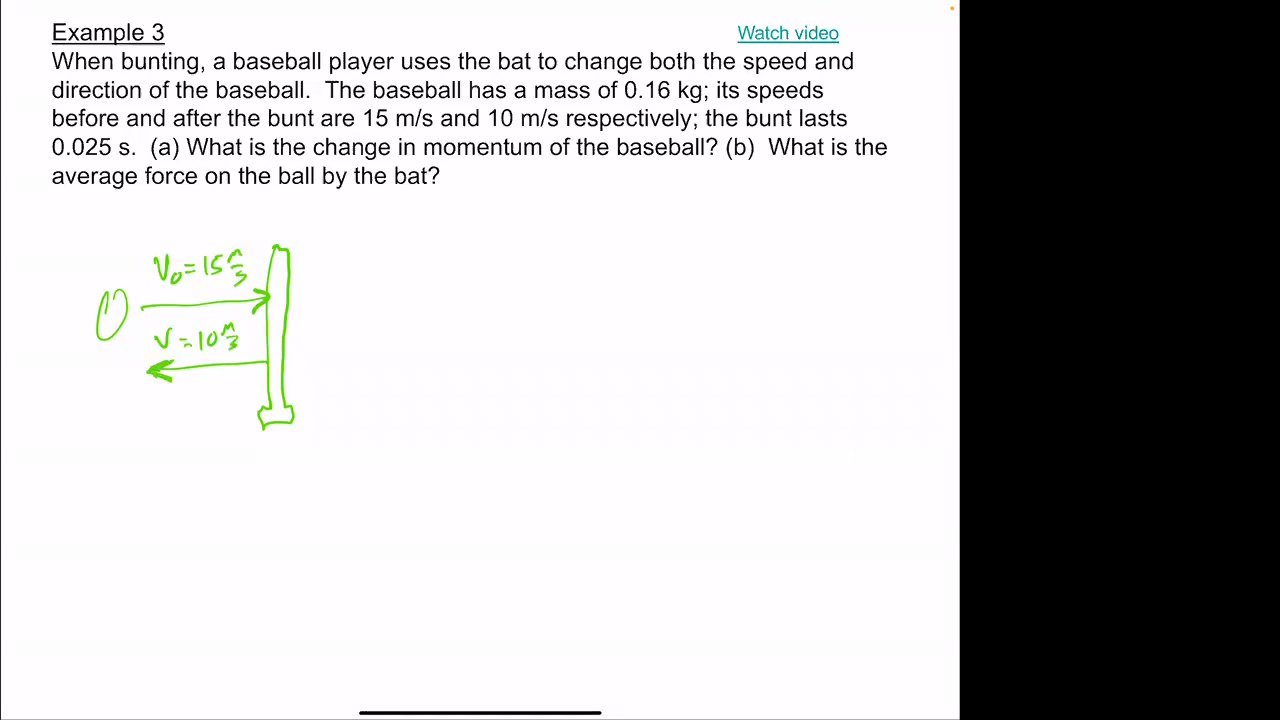 Example 3
Watch video
When bunting, a baseball player uses the bat to change both the speed and
direction of the baseball.  The baseball has a mass of 0.16 kg; its speeds
before and after the bunt are 15 m/s and 10 m/s respectively; the bunt lasts
0.025 s.  (a) What is the change in momentum of the baseball? (b)  What is the
average force on the ball by the bat?
V₀ = 15 m/s
V = 10 m/s